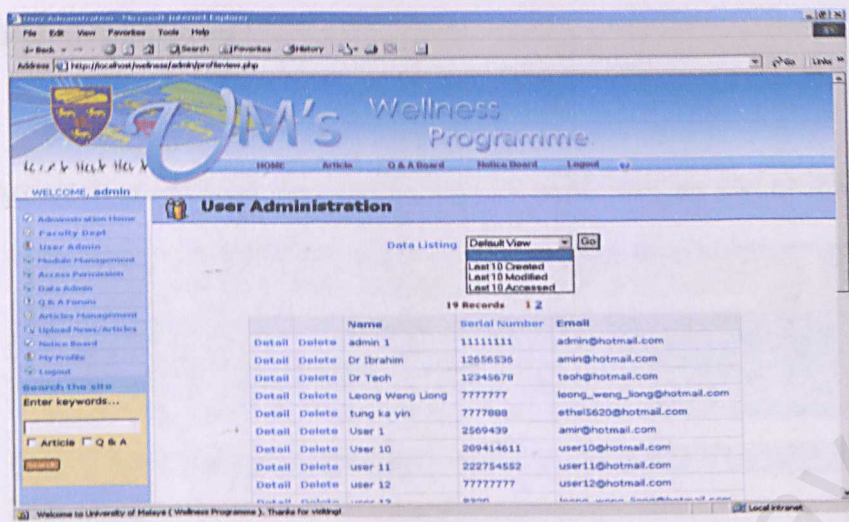 User Administration - Microsoft Internet Explorer
File Edit View Favorites Tools Help
Back Search Favorites History
Address http://localhost/wellness/admin/profileview.php Go Links »
UM's Wellness Programme
HOME Article Q & A Board Notice Board Logout
WELCOME, admin
Administration Home
Faculty Dept
User Admin
Module Management
Access Permission
Data Admin
Q & A Forum
Articles Management
Upload News/Articles
Notice Board
My Profile
Logout
Search the site
Enter keywords...
Article Q & A
Search
User Administration
Data Listing Default View Go
Last 10 Created
Last 10 Modified
Last 10 Accessed
19 Records 1 2
Name Serial Number Email
Detail Delete admin 1 11111111 admin@hotmail.com
Detail Delete Dr Ibrahim 12656536 amin@hotmail.com
Detail Delete Dr Teoh 12345678 teoh@hotmail.com
Detail Delete Leong Weng Liong 7777777 leong_weng_liong@hotmail.com
Detail Delete tung ka yin 7777888 ethel5620@hotmail.com
Detail Delete User 1 2569439 amin@hotmail.com
Detail Delete User 10 209414611 user10@hotmail.com
Detail Delete user 11 222754552 user11@hotmail.com
Detail Delete user 12 77777777 user12@hotmail.com
Detail Delete user 13 leong_weng_liong@hotmail.com
Welcome to University of Malaya ( Wellness Programme ). Thanks for visiting! Local intranet